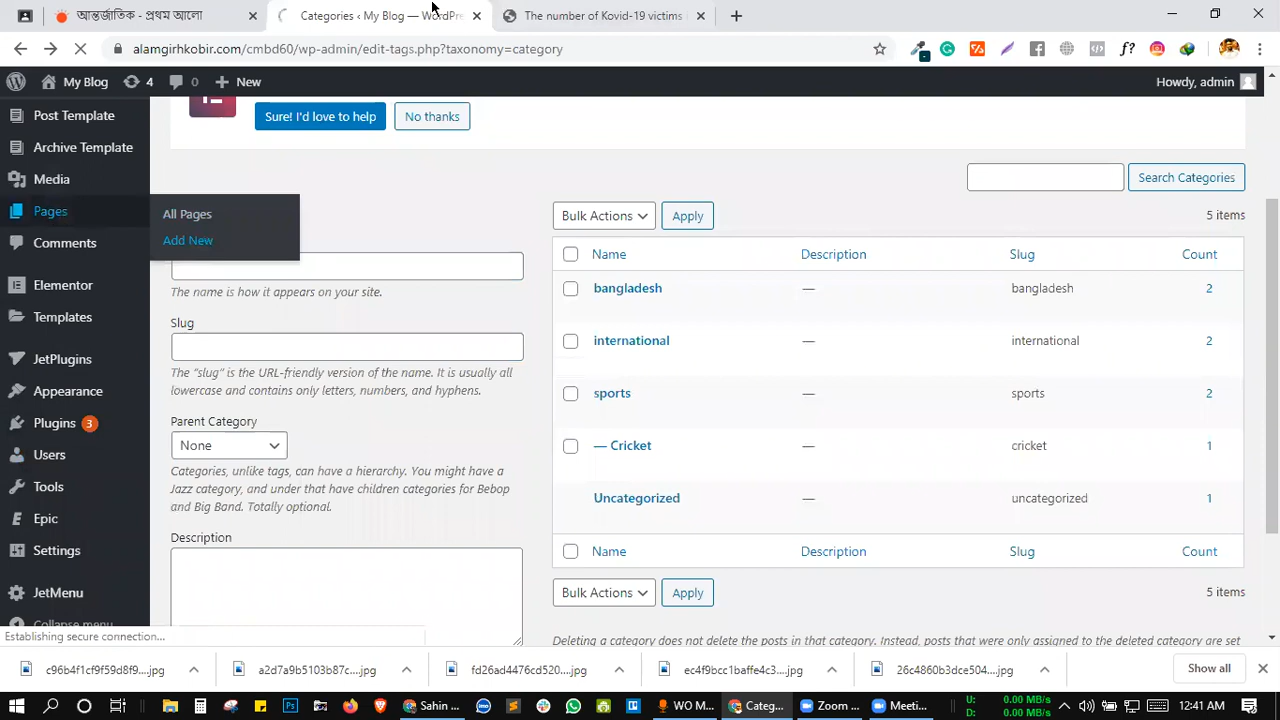 আন্তর্জাতিক - প্রথম আলো
Categories ‹ My Blog — WordPre
The number of Kovid-19 victims
alamgirhkobir.com/cmbd60/wp-admin/edit-tags.php?taxonomy=category
My Blog 4 0 New
Howdy, admin
Post Template
Archive Template
Media
Pages
Comments
Elementor
Templates
JetPlugins
Appearance
Plugins 3
Users
Tools
Epic
Settings
JetMenu
Collapse menu
Establishing secure connection...
All Pages
Add New
Sure! I'd love to help
No thanks
Search Categories
The name is how it appears on your site.
Slug
The "slug" is the URL-friendly version of the name. It is usually all
lowercase and contains only letters, numbers, and hyphens.
Parent Category
None
Categories, unlike tags, can have a hierarchy. You might have a
Jazz category, and under that have children categories for Bebop
and Big Band. Totally optional.
Description
Bulk Actions Apply 5 items
Name Description Slug Count
bangladesh — bangladesh 2
international — international 2
sports — sports 2
— Cricket — cricket 1
Uncategorized — uncategorized 1
Name Description Slug Count
Bulk Actions Apply 5 items
Deleting a category does not delete the posts in that category. Instead, posts that were only assigned to the deleted category are set
c96b4f1cf9f59d8f9....jpg
a2d7a9b5103b87c....jpg
fd26ad4476cd520....jpg
ec4f9bcc1baffe4c3....jpg
26c4860b3dce504....jpg
Show all
Sahin ...
WO M...
Categ...
Zoom ...
Meeti...
U: 0.00 MB/s
D: 0.00 MB/s
12:41 AM